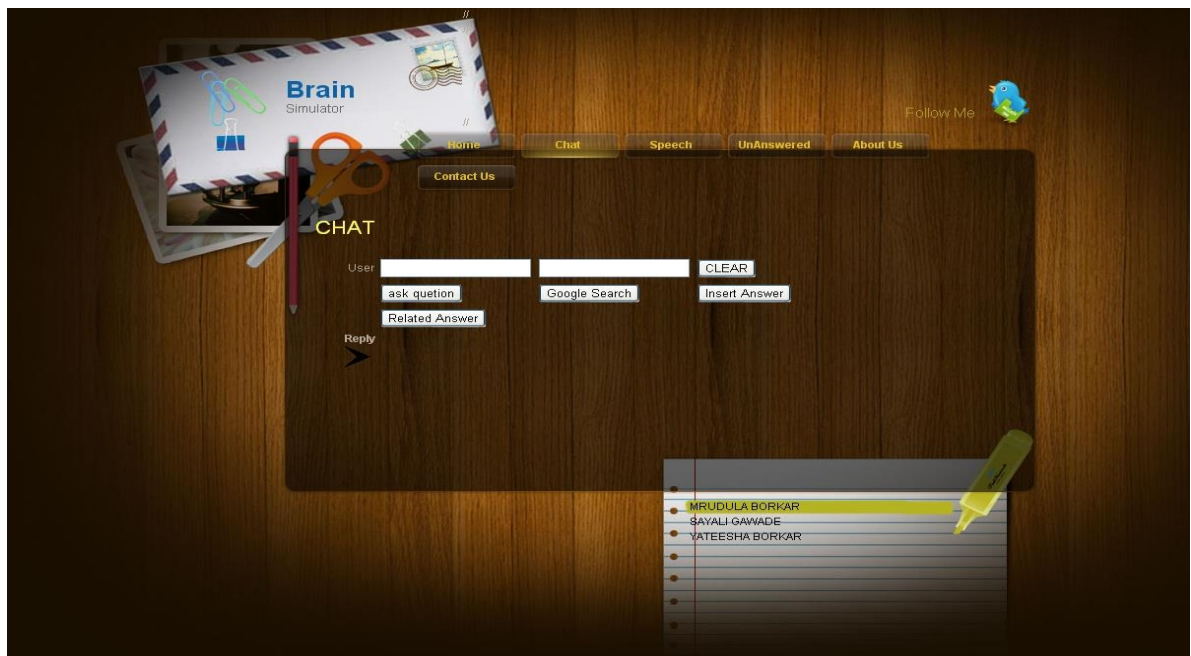 //
//
Brain
Simulator
//
Follow Me
Home Chat Speech UnAnswered About Us
Contact Us
CHAT
User CLEAR
ask quetion Google Search Insert Answer
Related Answer
Reply
MRUDULA BORKAR
SAYALI GAWADE
YATEESHA BORKAR